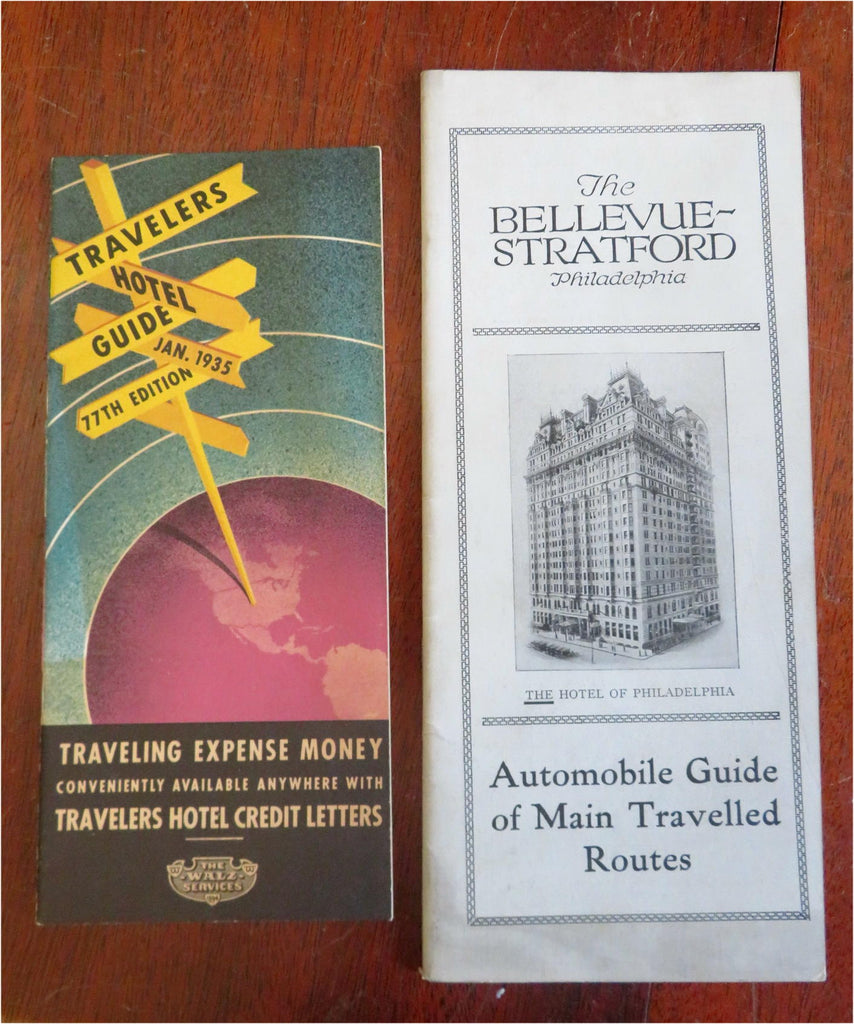 TRAVELERS
HOTEL
GUIDE
JAN. 1935
77TH EDITION
TRAVELING EXPENSE MONEY
CONVENIENTLY AVAILABLE ANYWHERE WITH
TRAVELERS HOTEL CREDIT LETTERS
THE
WALZ
SERVICES
The
BELLEVUE-
STRATFORD
Philadelphia
THE HOTEL OF PHILADELPHIA
Automobile Guide
of Main Travelled
Routes